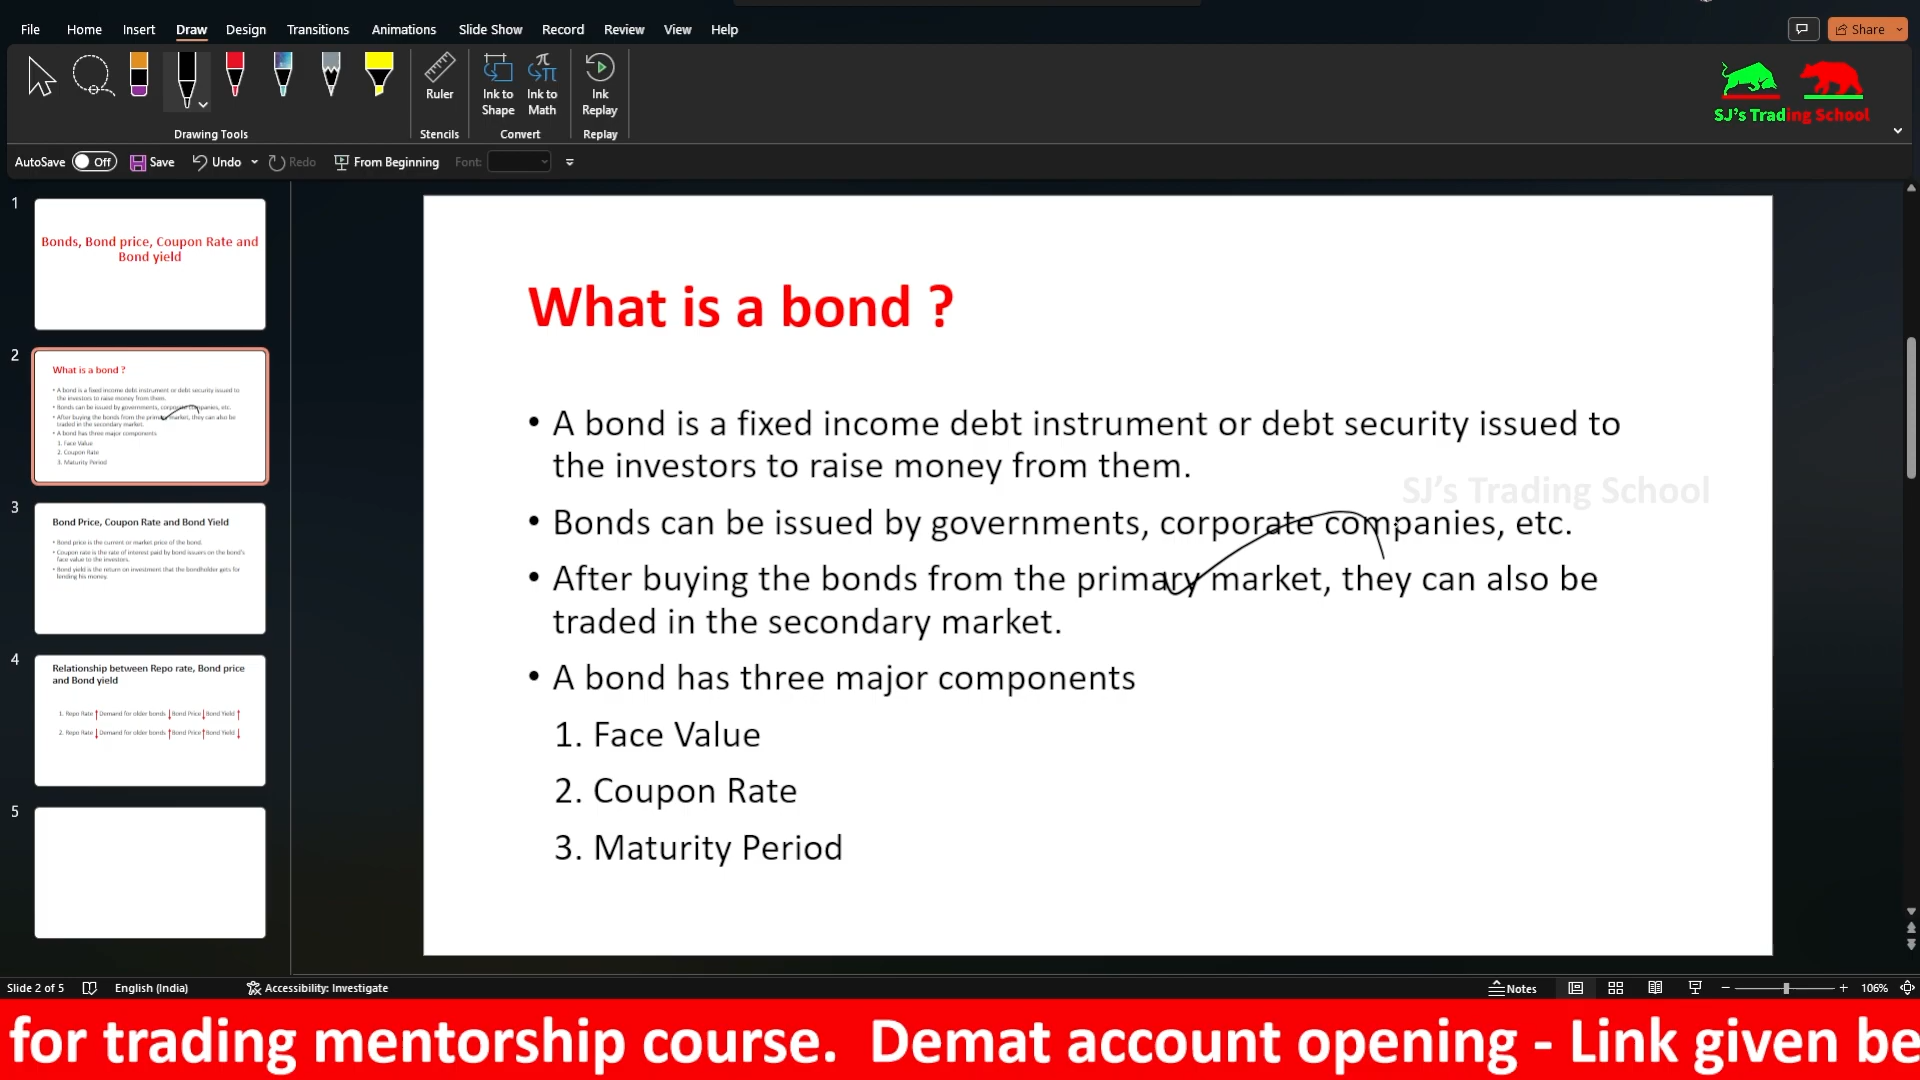 File Home Insert Draw Design Transitions Animations Slide Show Record Review View Help
Share
Ruler
Ink to Shape
Ink to Math
Ink Replay
Drawing Tools Stencils Convert Replay
SJ's Trading School
AutoSave Off Save Undo Redo From Beginning Font:
1
Bonds, Bond price, Coupon Rate and
Bond yield
2
What is a bond ?
• A bond is a fixed income debt instrument or debt security issued to
the investors to raise money from them.
• Bonds can be issued by governments, corporate companies, etc.
• After buying the bonds from the primary market, they can also be
traded in the secondary market.
• A bond has three major components
1. Face Value
2. Coupon Rate
3. Maturity Period
3
Bond Price, Coupon Rate and Bond Yield
• Bond price is the current or market price of the bond.
• Coupon rate is the rate of interest paid by bond issuers on the bond's
face value to the investors.
• Bond yield is the return on investment that the bondholder gets for
lending his money.
4
Relationship between Repo rate, Bond price
and Bond yield
1. Repo Rate ↑ Demand for older bonds ↓ Bond Price ↓ Bond Yield ↑
2. Repo Rate ↓ Demand for older bonds ↑ Bond Price ↑ Bond Yield ↓
5
What is a bond ?
• A bond is a fixed income debt instrument or debt security issued to
the investors to raise money from them.
SJ's Trading School
• Bonds can be issued by governments, corporate companies, etc.
• After buying the bonds from the primary market, they can also be
traded in the secondary market.
• A bond has three major components
1. Face Value
2. Coupon Rate
3. Maturity Period
Slide 2 of 5 English (India) Accessibility: Investigate Notes 106%
for trading mentorship course. Demat account opening - Link given be